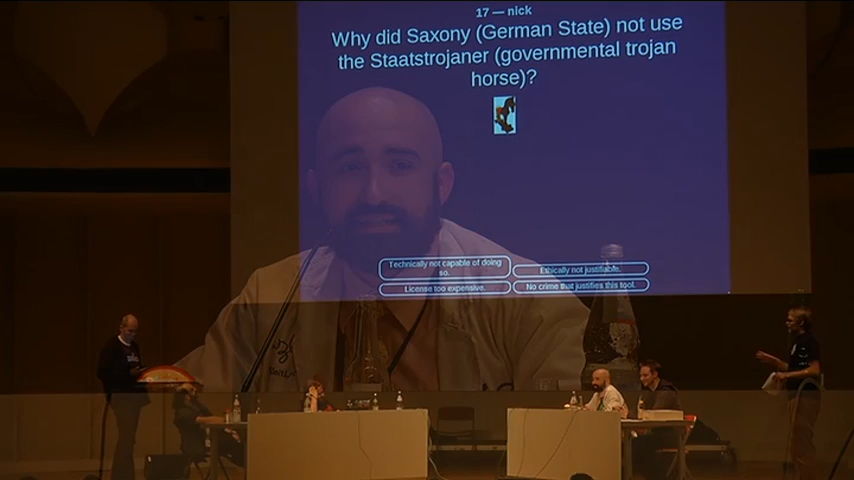 17 — nick
Why did Saxony (German State) not use
the Staatstrojaner (governmental trojan
horse)?
Technically not capable of doing
so.
Ethically not justifiable.
License too expensive.
No crime that justifies this tool.